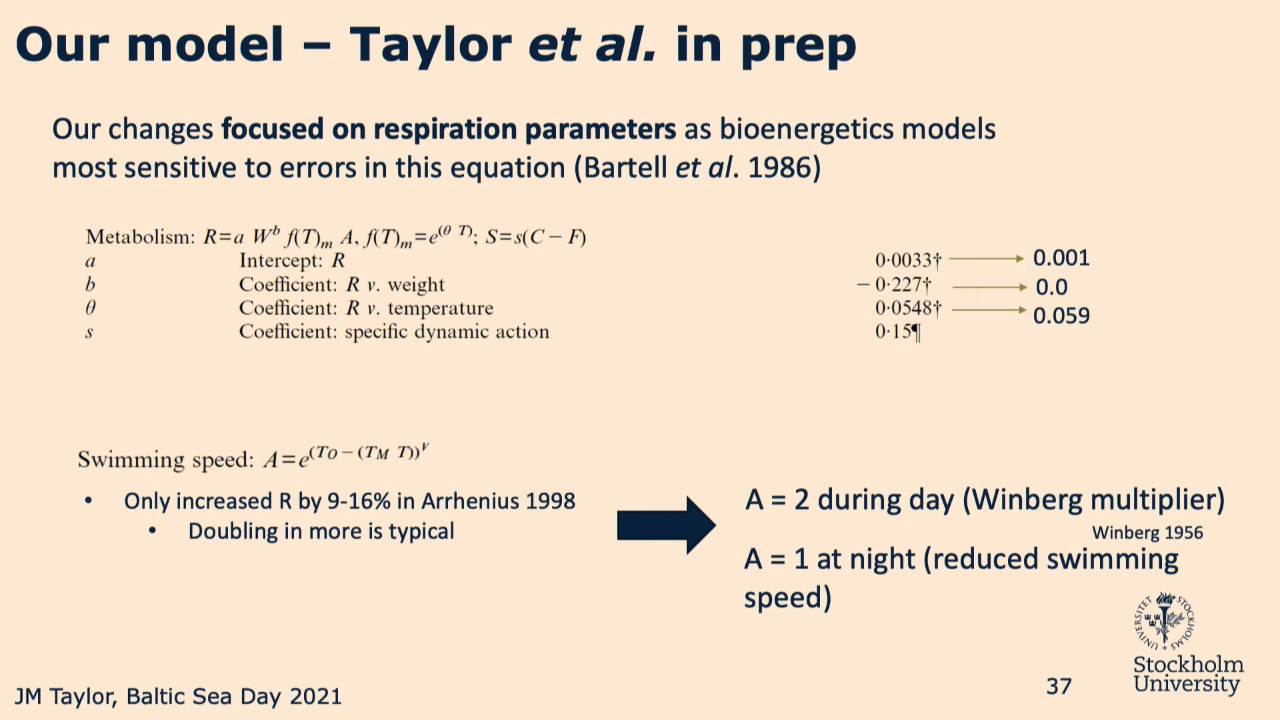 Our model – Taylor et al. in prep
Our changes focused on respiration parameters as bioenergetics models
most sensitive to errors in this equation (Bartell et al. 1986)
Metabolism: R=a W^b f(T)_m A, f(T)_m=e^(θ T); S=s(C – F)
a Intercept: R 0·0033† 0.001
b Coefficient: R v. weight – 0·227† 0.0
θ Coefficient: R v. temperature 0·0548† 0.059
s Coefficient: specific dynamic action 0·15¶
Swimming speed: A=e^(To – (TM T))^V
• Only increased R by 9-16% in Arrhenius 1998
• Doubling in more is typical
A = 2 during day (Winberg multiplier)
Winberg 1956
A = 1 at night (reduced swimming
speed)
STOCKHOLMS UNIVERSITET
Stockholm
University
37
JM Taylor, Baltic Sea Day 2021